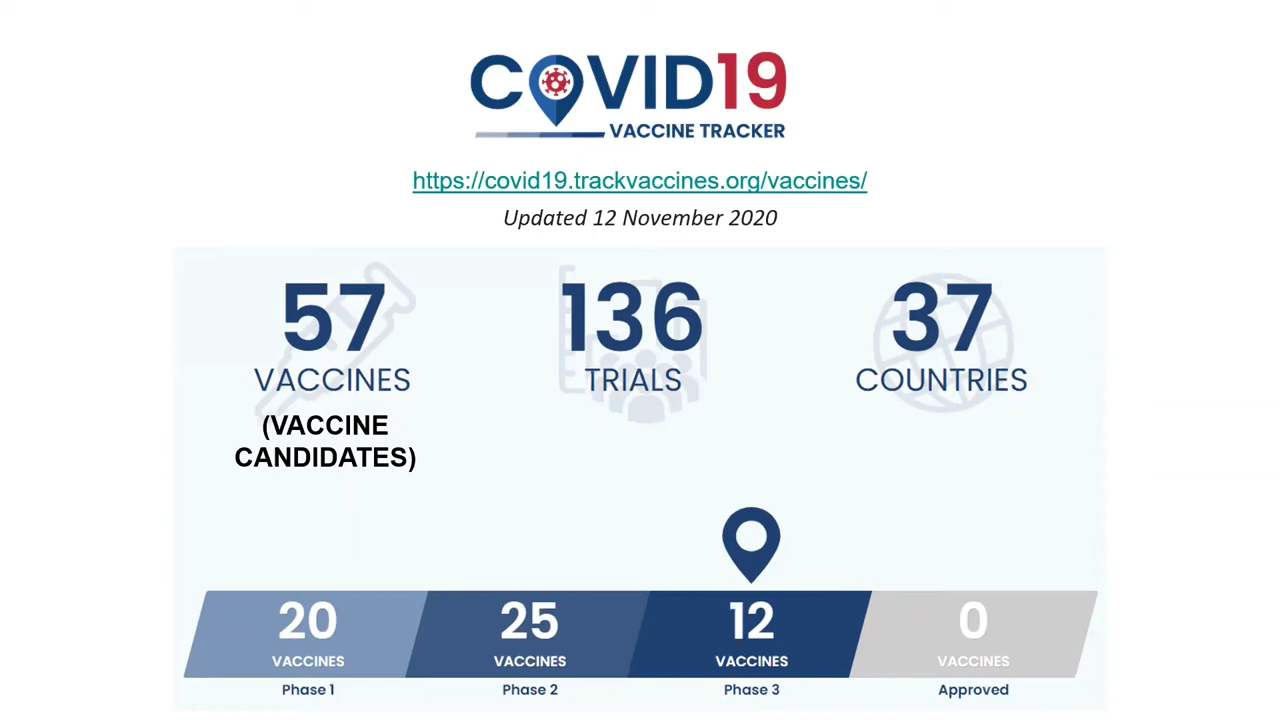 COVID19
VACCINE TRACKER
https://covid19.trackvaccines.org/vaccines/
Updated 12 November 2020
57
VACCINES
(VACCINE
CANDIDATES)
136
TRIALS
37
COUNTRIES
20
VACCINES
Phase 1
25
VACCINES
Phase 2
12
VACCINES
Phase 3
0
VACCINES
Approved